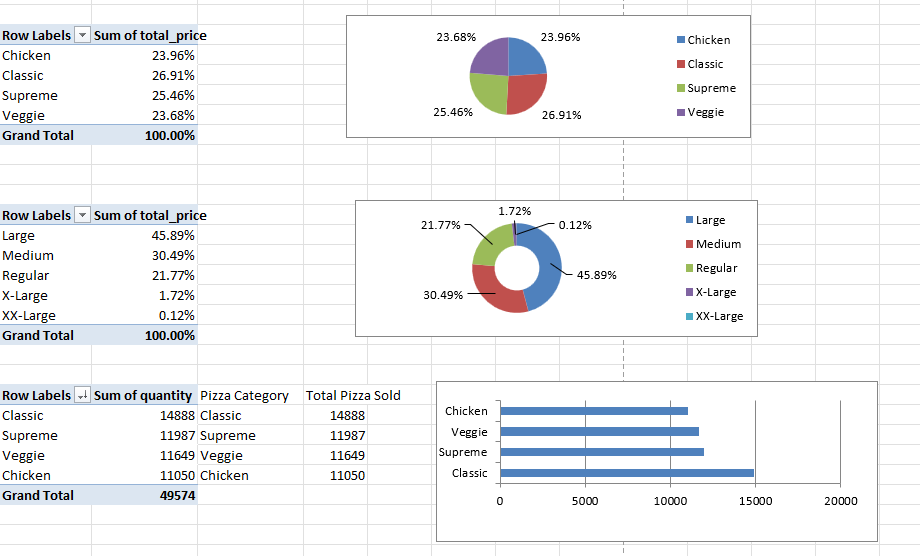 Row Labels Sum of total_price
Chicken 23.96%
Classic 26.91%
Supreme 25.46%
Veggie 23.68%
Grand Total 100.00%
23.68% 23.96%
25.46% 26.91%
Chicken
Classic
Supreme
Veggie
Row Labels Sum of total_price
Large 45.89%
Medium 30.49%
Regular 21.77%
X-Large 1.72%
XX-Large 0.12%
Grand Total 100.00%
1.72%
21.77% 0.12%
45.89%
30.49%
Large
Medium
Regular
X-Large
XX-Large
Row Labels Sum of quantity Pizza Category Total Pizza Sold
Classic 14888 Classic 14888
Supreme 11987 Supreme 11987
Veggie 11649 Veggie 11649
Chicken 11050 Chicken 11050
Grand Total 49574
Chicken
Veggie
Supreme
Classic
0 5000 10000 15000 20000